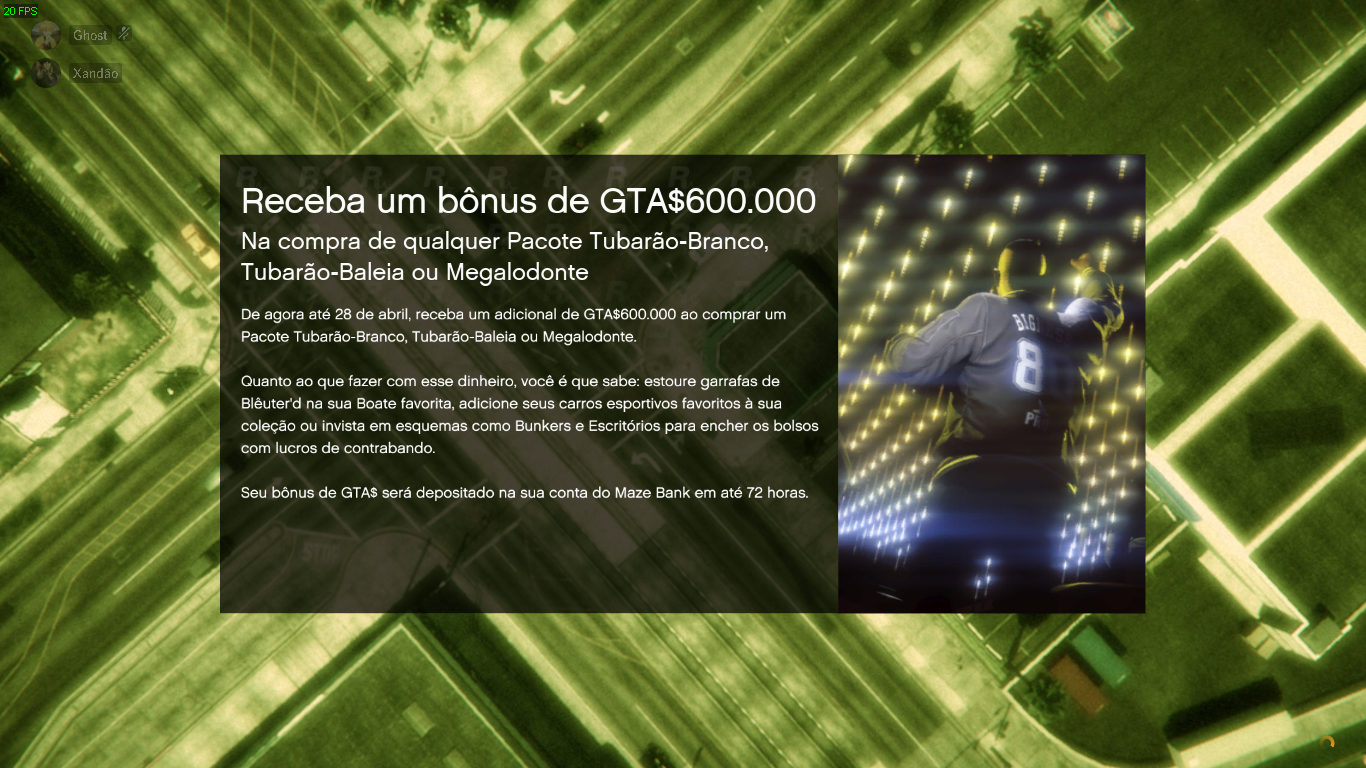 20 FPS
Ghost
Xandão
Receba um bônus de GTA$600.000
Na compra de qualquer Pacote Tubarão-Branco,
Tubarão-Baleia ou Megalodonte
De agora até 28 de abril, receba um adicional de GTA$600.000 ao comprar um
Pacote Tubarão-Branco, Tubarão-Baleia ou Megalodonte.
Quanto ao que fazer com esse dinheiro, você é que sabe: estoure garrafas de
Blêuter'd na sua Boate favorita, adicione seus carros esportivos favoritos à sua
coleção ou invista em esquemas como Bunkers e Escritórios para encher os bolsos
com lucros de contrabando.
Seu bônus de GTA$ será depositado na sua conta do Maze Bank em até 72 horas.
8